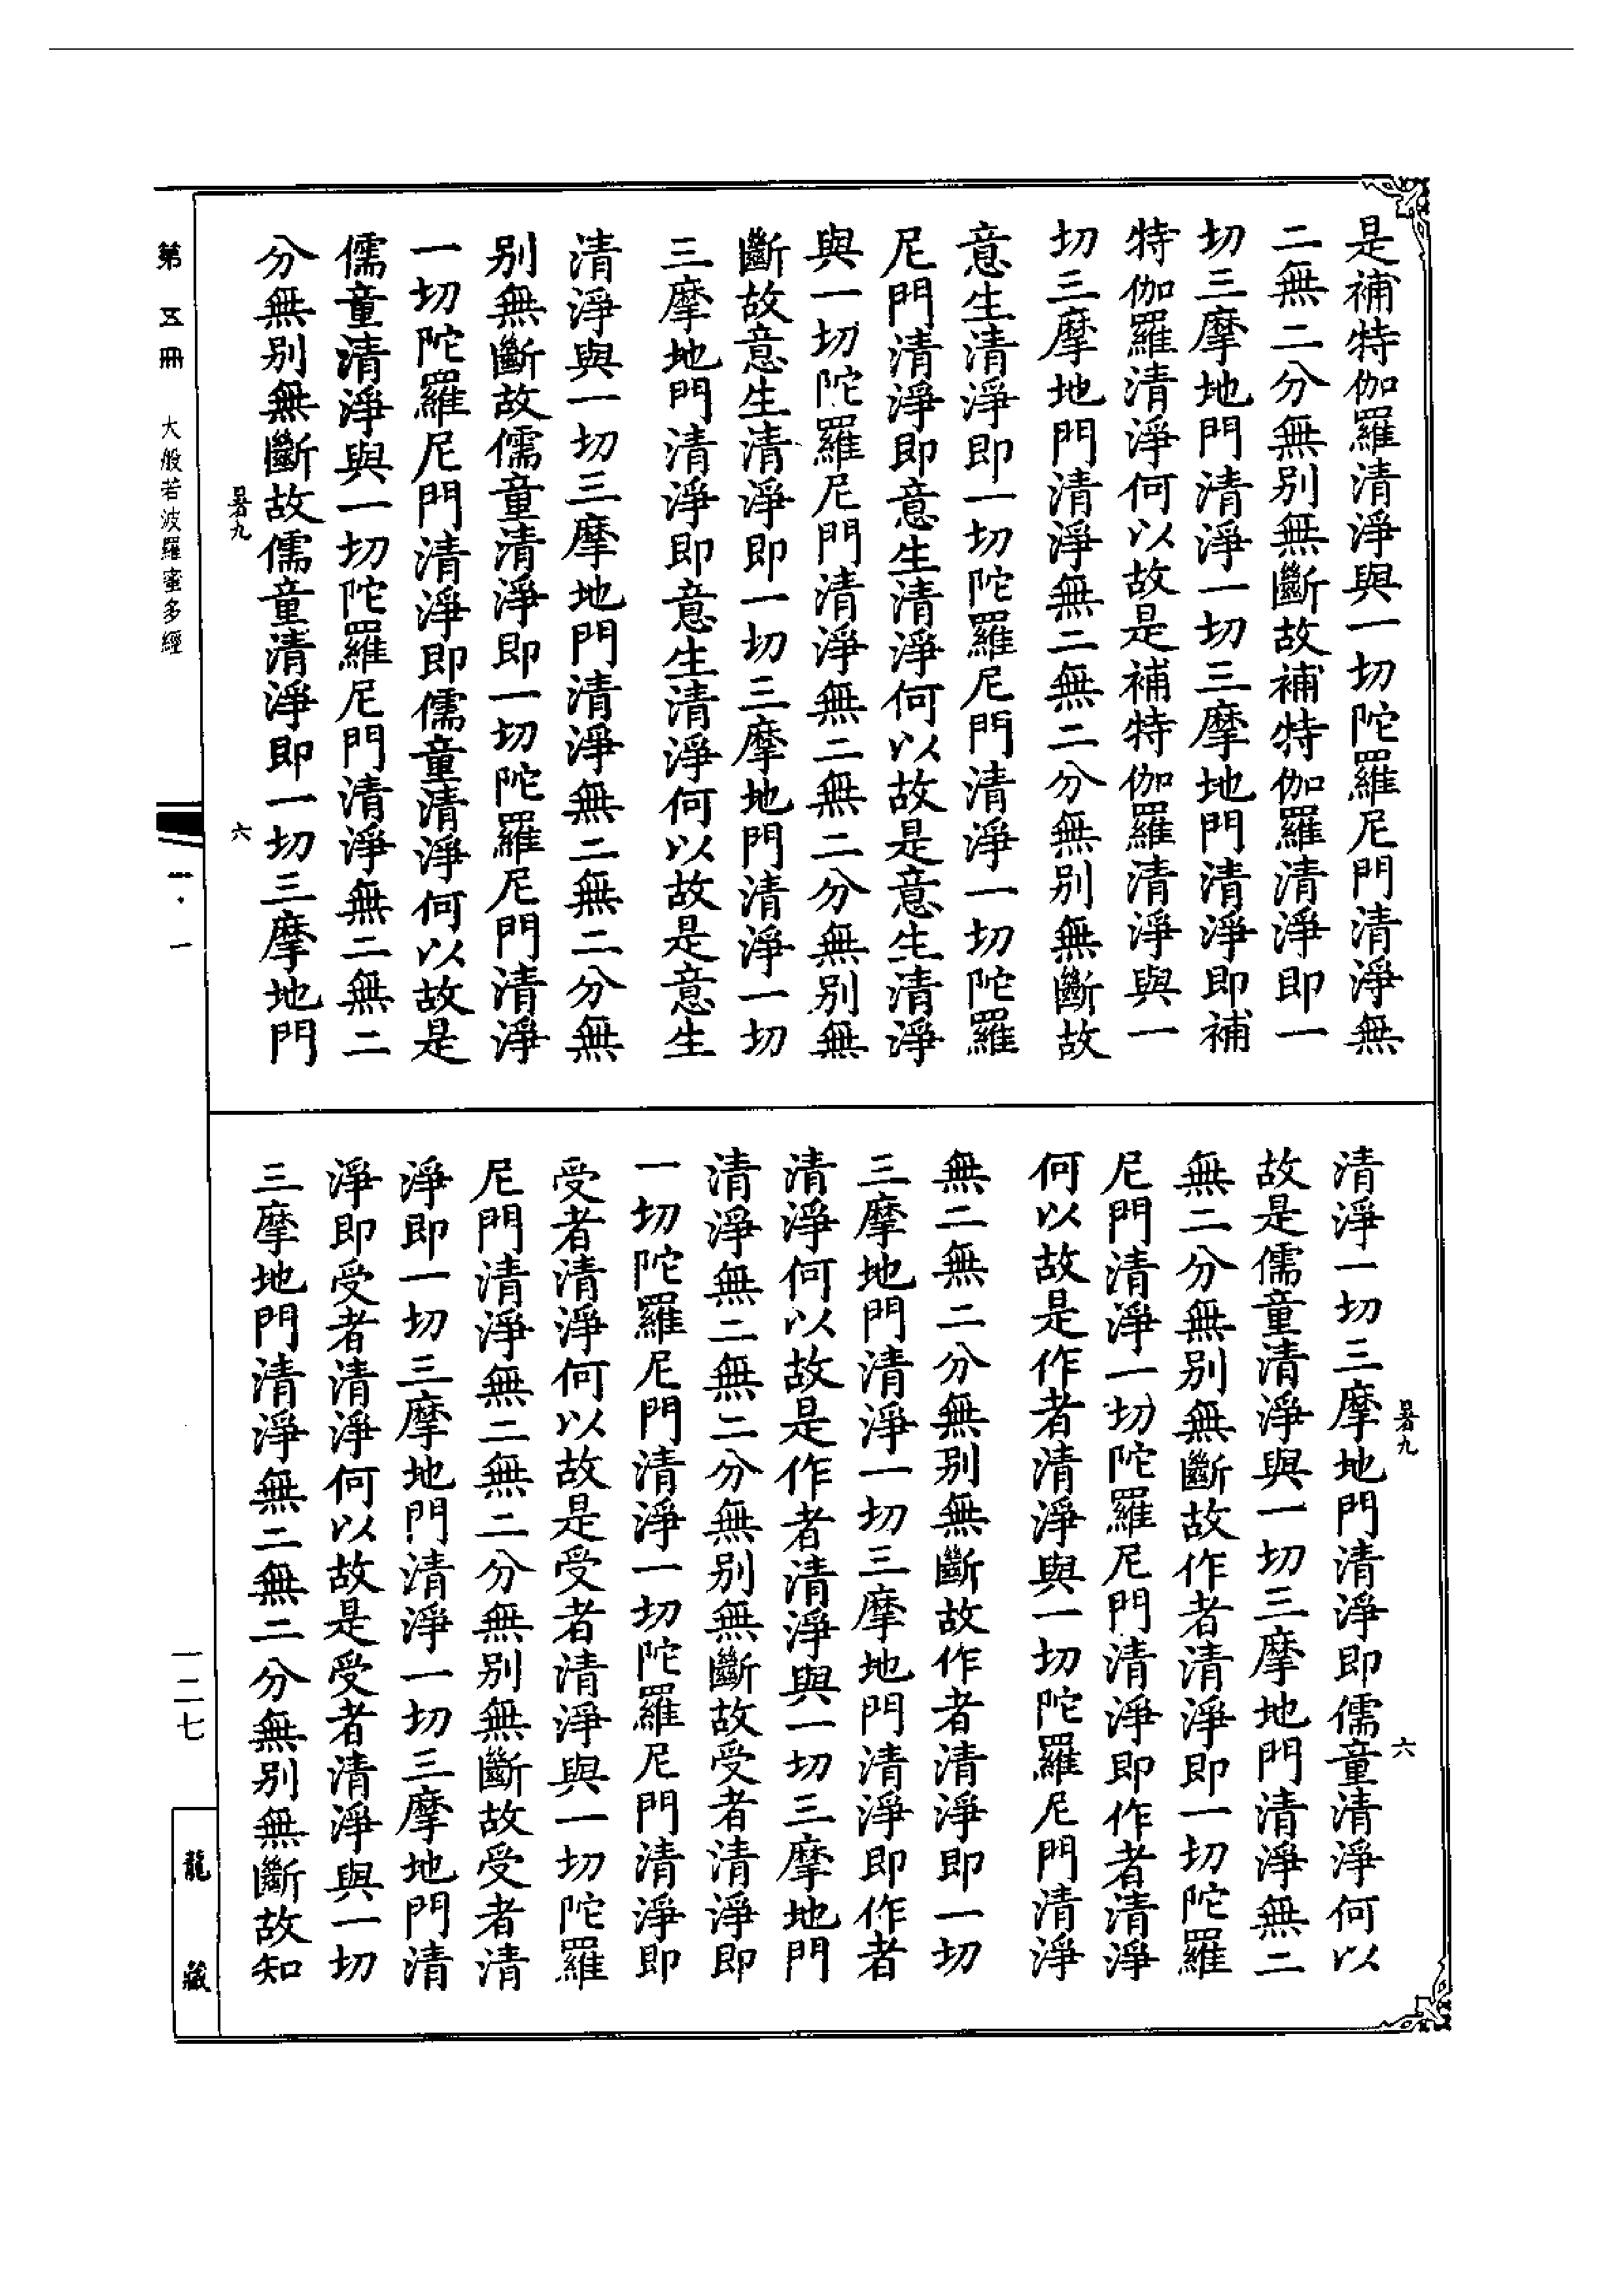 是補特伽羅清淨與一切陀羅尼門清淨無
二無二分無別無斷故補特伽羅清淨即一
切三摩地門清淨一切三摩地門清淨即補
特伽羅清淨何以故是補特伽羅清淨與一
切三摩地門清淨無二無二分無別無斷故
意生清淨即一切陀羅尼門清淨一切陀羅
尼門清淨即意生清淨何以故是意生清淨
與一切陀羅尼門清淨無二無二分無別無
斷故意生清淨即一切三摩地門清淨一切
三摩地門清淨即意生清淨何以故是意生
清淨與一切三摩地門清淨無二無二分無
別無斷故儒童清淨即一切陀羅尼門清淨
一切陀羅尼門清淨即儒童清淨何以故是
儒童清淨與一切陀羅尼門清淨無二無二
分無別無斷故儒童清淨即一切三摩地門
暑九 六
暑九 六
清淨一切三摩地門清淨即儒童清淨何以
故是儒童清淨與一切三摩地門清淨無二
無二分無別無斷故作者清淨即一切陀羅
尼門清淨一切陀羅尼門清淨即作者清淨
何以故是作者清淨與一切陀羅尼門清淨
無二無二分無別無斷故作者清淨即一切
三摩地門清淨一切三摩地門清淨即作者
清淨何以故是作者清淨與一切三摩地門
清淨無二無二分無別無斷故受者清淨即
一切陀羅尼門清淨一切陀羅尼門清淨即
受者清淨何以故是受者清淨與一切陀羅
尼門清淨無二無二分無別無斷故受者清
淨即一切三摩地門清淨一切三摩地門清
淨即受者清淨何以故是受者清淨與一切
三摩地門清淨無二無二分無別無斷故知
第五冊 大般若波羅蜜多經 一·一
一二七
龍藏